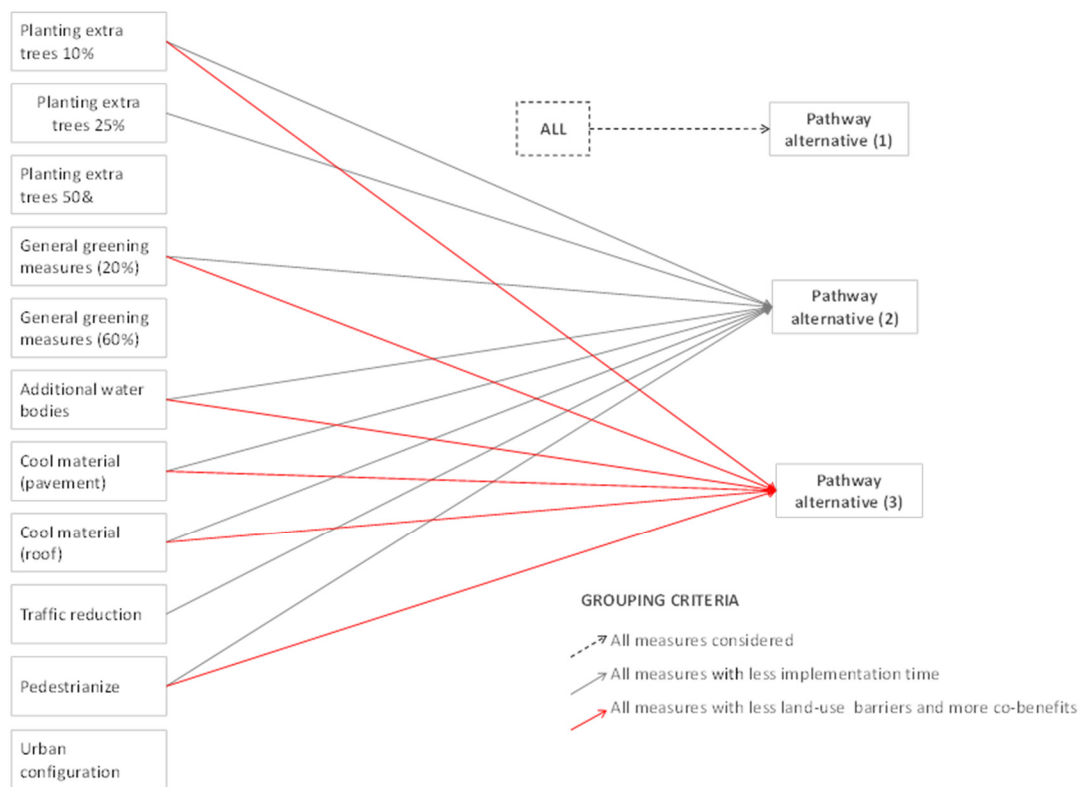 Planting extra
trees 10%
Planting extra
trees 25%
Planting extra
trees 50&
General greening
measures (20%)
General greening
measures (60%)
Additional water
bodies
Cool material
(pavement)
Cool material
(roof)
Traffic reduction
Pedestrianize
Urban
configuration
ALL
Pathway
alternative (1)
Pathway
alternative (2)
Pathway
alternative (3)
GROUPING CRITERIA
All measures considered
All measures with less implementation time
All measures with less land-use barriers and more co-benefits